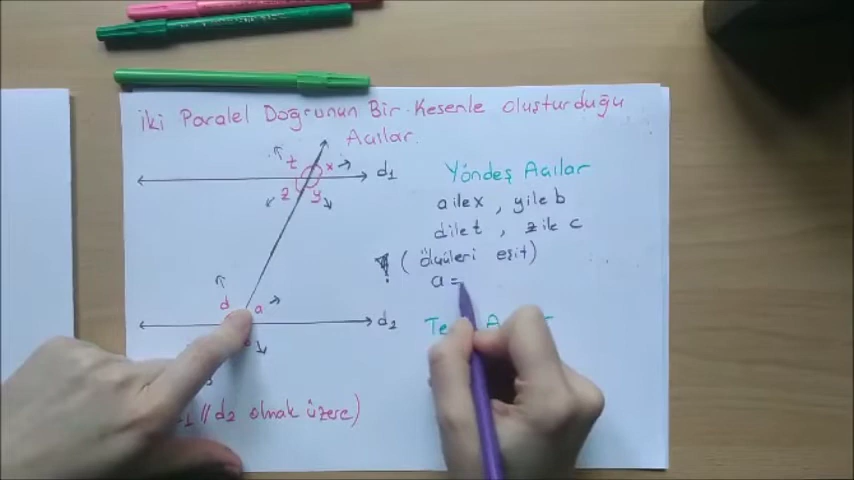 İki Paralel Doğrunun Bir Kesenle Oluşturduğu
Açılar
t x d1
z y
Yöndeş Açılar
a ile x , y ile b
d ile t , z ile c
! ( ölçüleri eşit)
a =
d a
d2
// d2 olmak üzere)